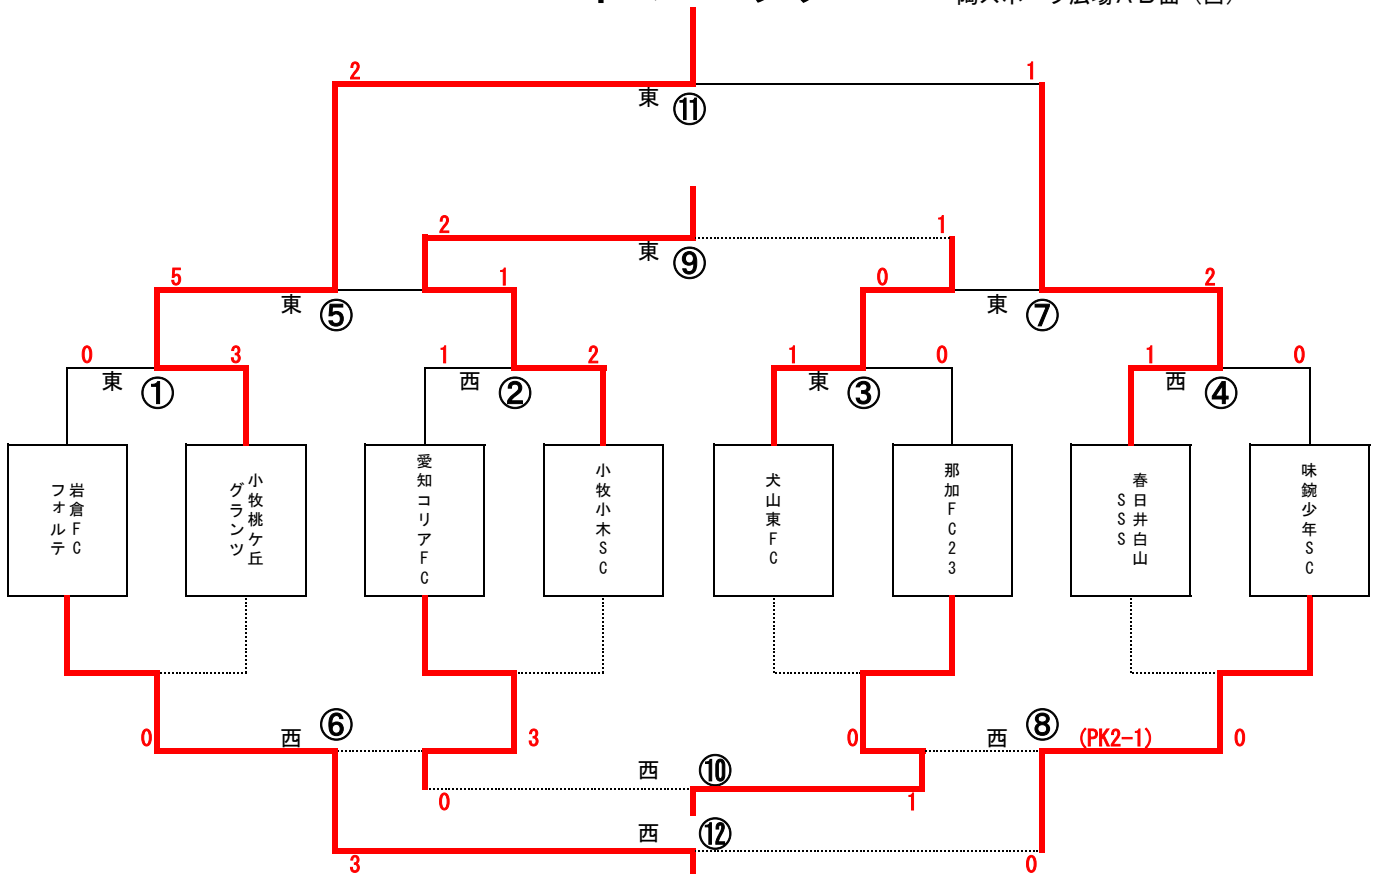 2 1
東 ⑪
2 1
東 ⑨
5 1 0 2
東 ⑤ 東 ⑦
0 3 1 2 1 0 1 0
東 ① 西 ② 東 ③ 西 ④
岩倉FC
フォルテ
小牧桃ケ丘
グランツ
愛知コリアFC
小牧小木SC
犬山東FC
那加FC23
春日井白山
SSS
味鋺少年SC
0 西 ⑥ 3 0 西 ⑧ (PK2-1) 0
西 ⑩
0 1
西 ⑫
3 0